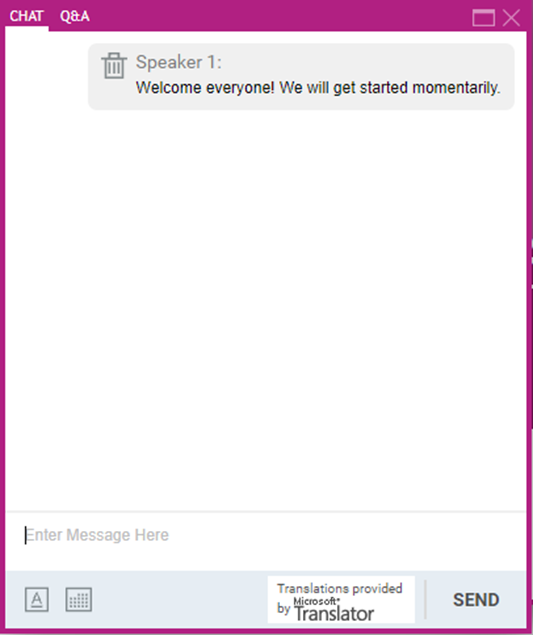 CHAT Q&A
Speaker 1:
Welcome everyone! We will get started momentarily.
Enter Message Here
A
Translations provided
by Microsoft®
Translator
SEND